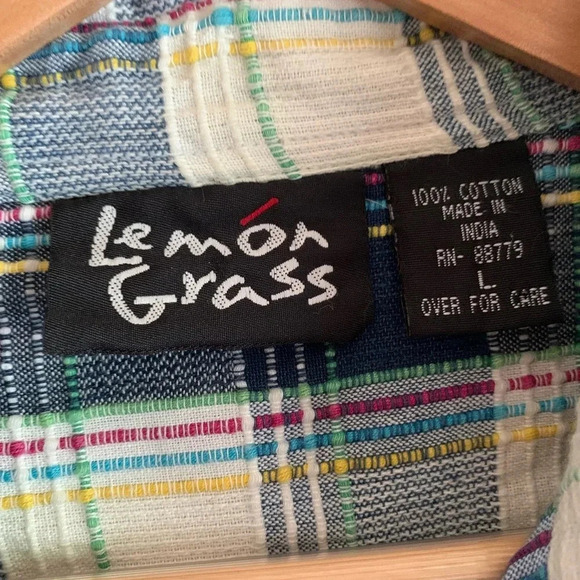 Lemón
Grass
100% COTTON
MADE IN
INDIA
RN- 88779
L
OVER FOR CARE